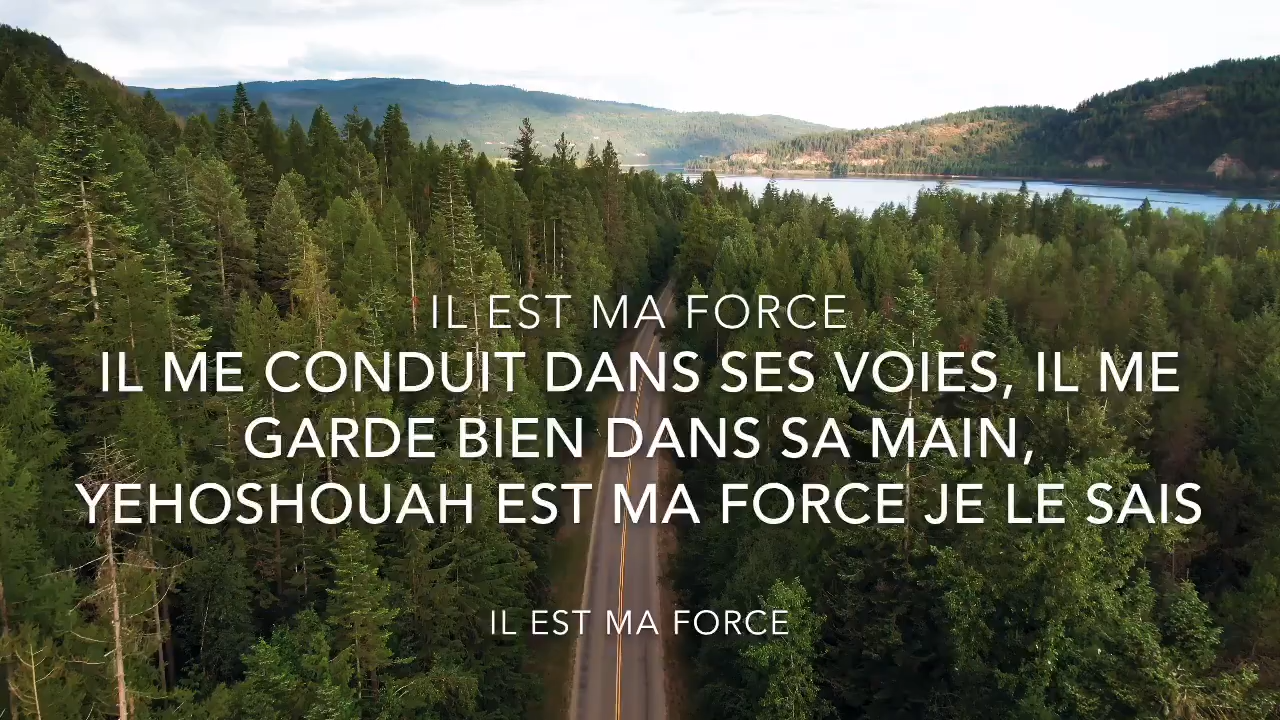 IL EST MA FORCE
IL ME CONDUIT DANS SES VOIES, IL ME
GARDE BIEN DANS SA MAIN,
YEHOSHOUAH EST MA FORCE JE LE SAIS
IL EST MA FORCE